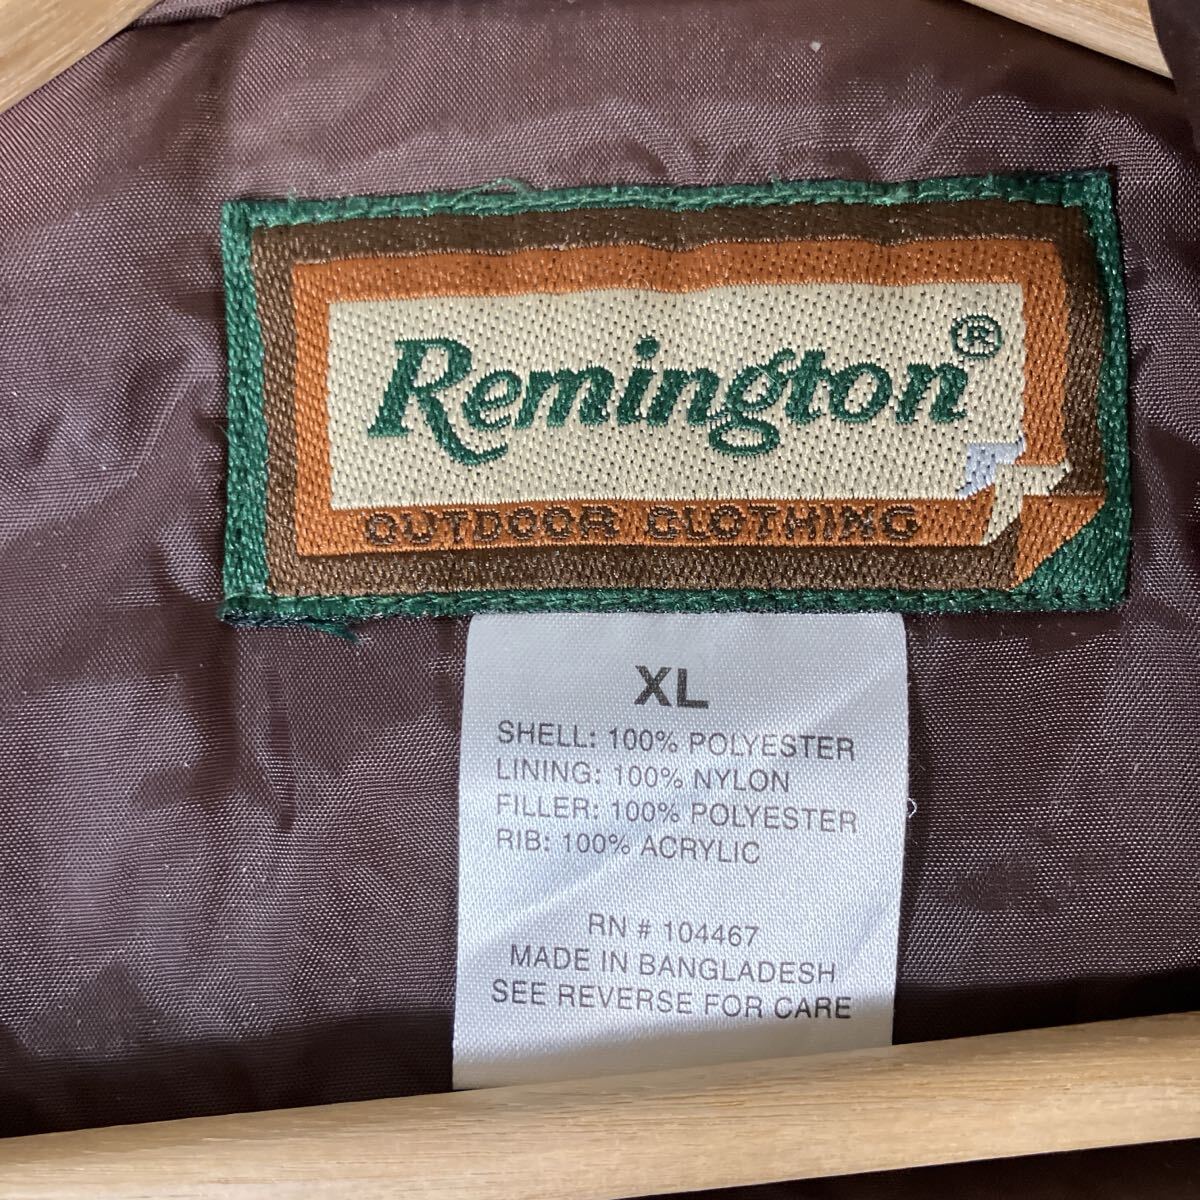 Remington®
OUTDOOR CLOTHING
XL
SHELL: 100% POLYESTER
LINING: 100% NYLON
FILLER: 100% POLYESTER
RIB: 100% ACRYLIC
RN # 104467
MADE IN BANGLADESH
SEE REVERSE FOR CARE